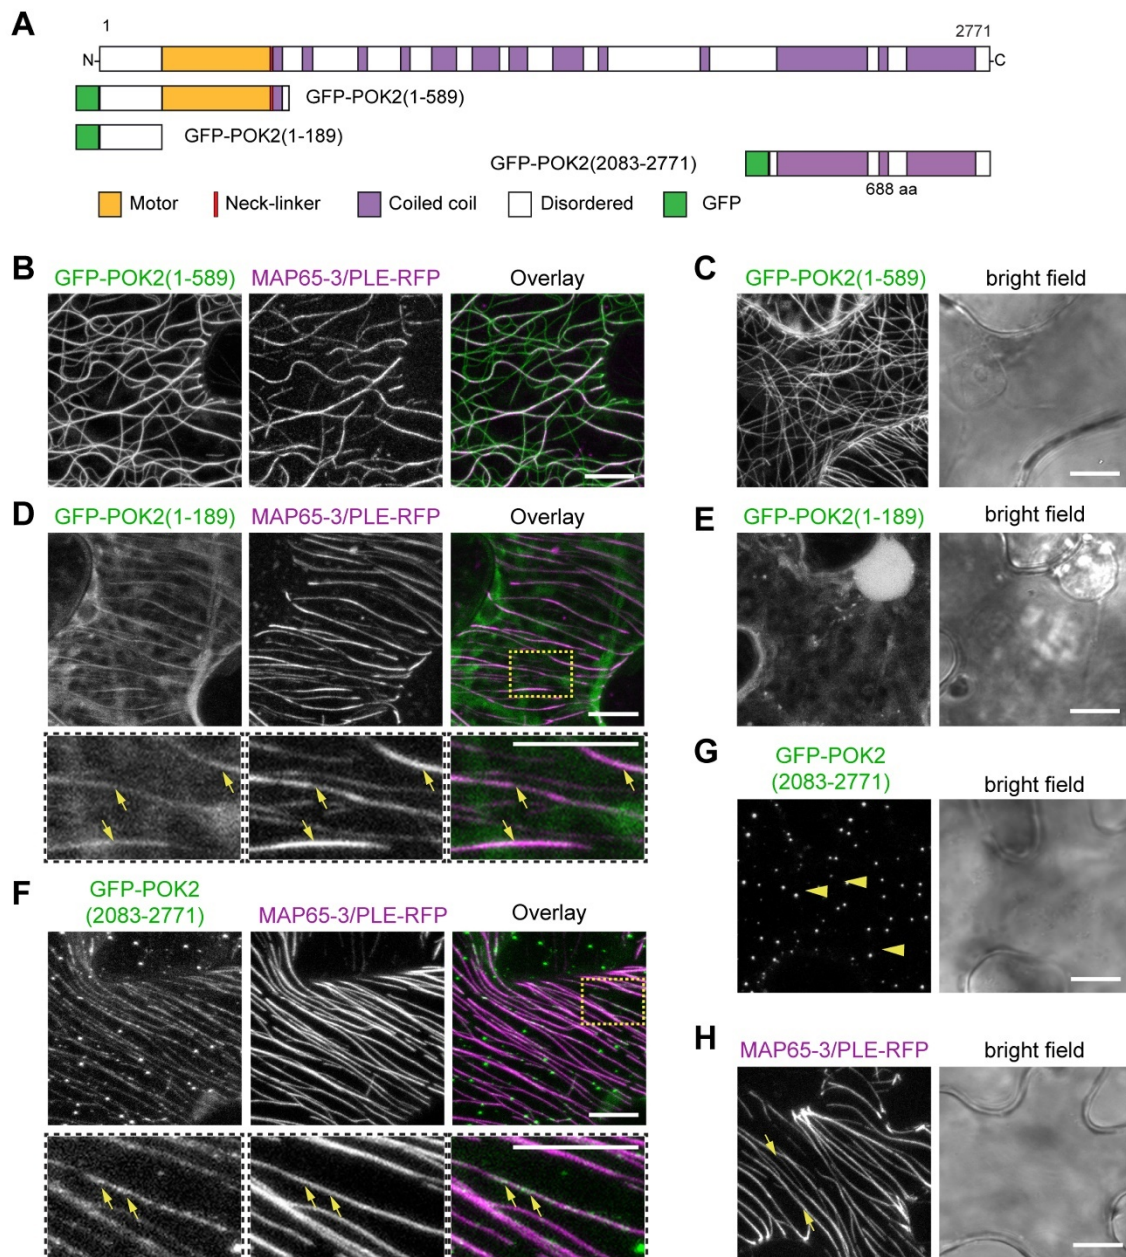 A
1
2771
N-
-C
GFP-POK2(1-589)
GFP-POK2(1-189)
GFP-POK2(2083-2771)
688 aa
Motor
Neck-linker
Coiled coil
Disordered
GFP
B
GFP-POK2(1-589)
MAP65-3/PLE-RFP
Overlay
C
GFP-POK2(1-589)
bright field
D
GFP-POK2(1-189)
MAP65-3/PLE-RFP
Overlay
E
GFP-POK2(1-189)
bright field
F
GFP-POK2
(2083-2771)
MAP65-3/PLE-RFP
Overlay
G
GFP-POK2
(2083-2771)
bright field
H
MAP65-3/PLE-RFP
bright field